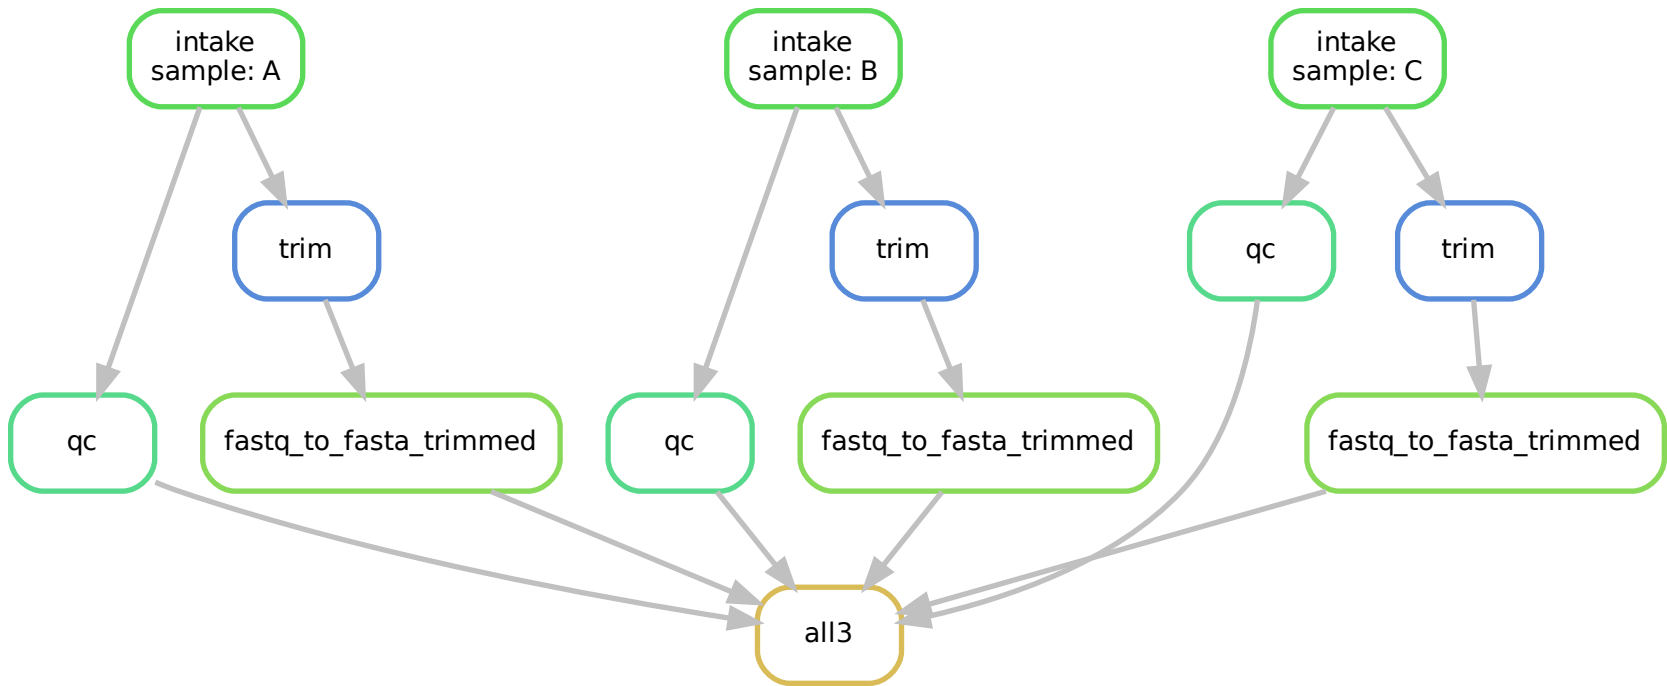 intake
sample: A
intake
sample: B
intake
sample: C
trim
trim
qc
trim
qc
fastq_to_fasta_trimmed
qc
fastq_to_fasta_trimmed
fastq_to_fasta_trimmed
all3